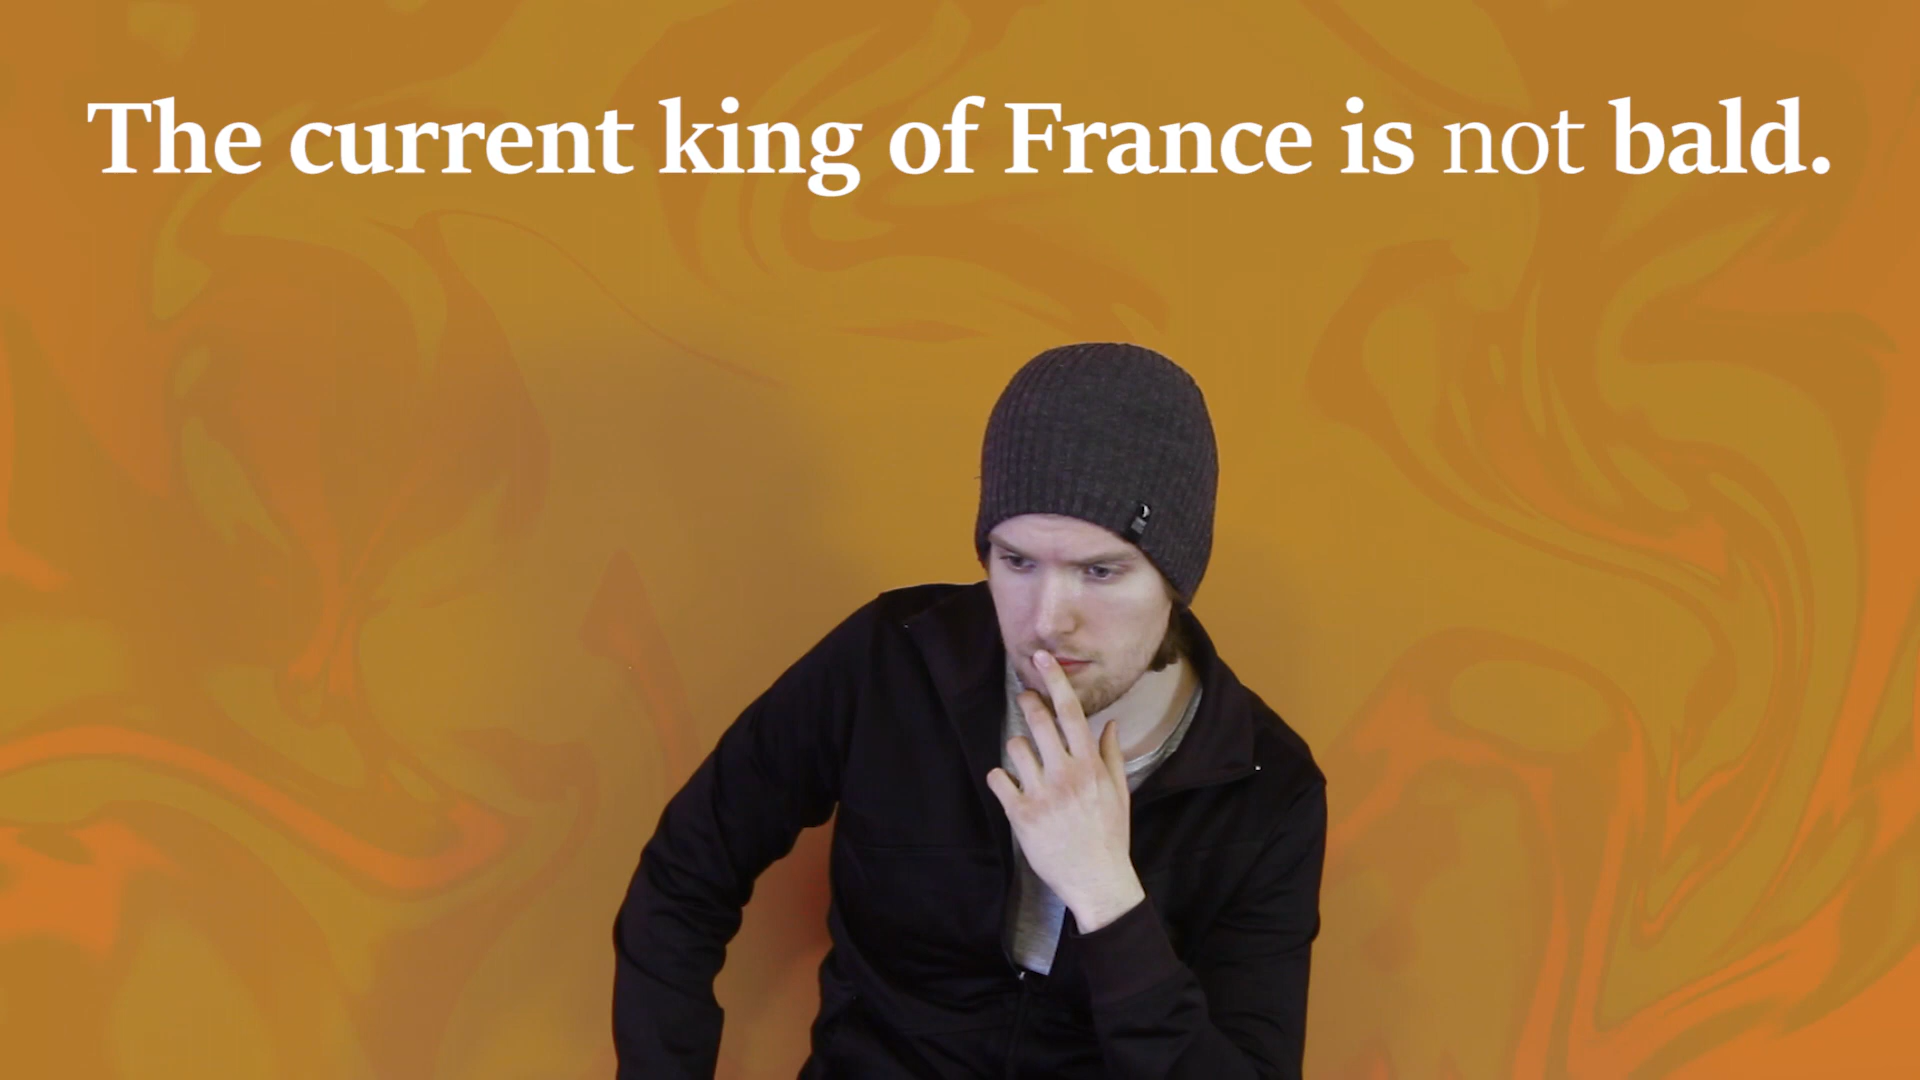 The current king of France is not bald.